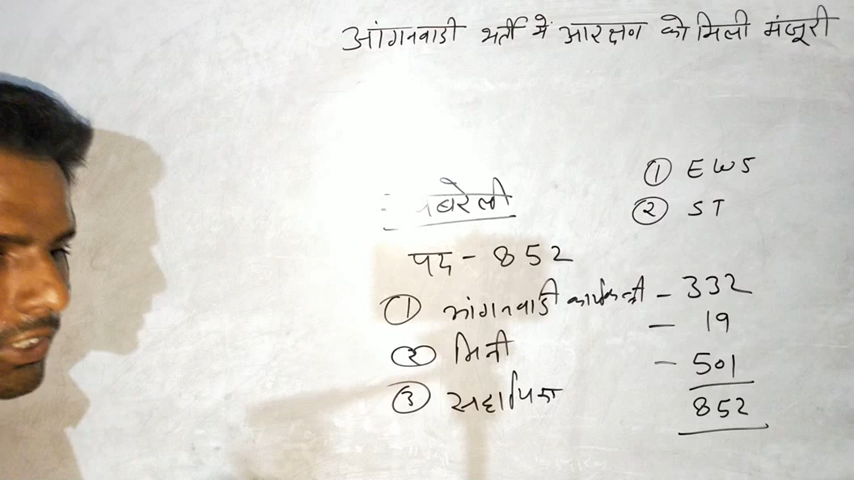 आंगनवाडी भर्ती मे आरक्षण को मिली मंजूरी
① EWS
② ST
बरेली
पद - 852
① आंगनवाडी कार्यकत्री - 332
② मिनी - 19
③ सहायिका - 501
852